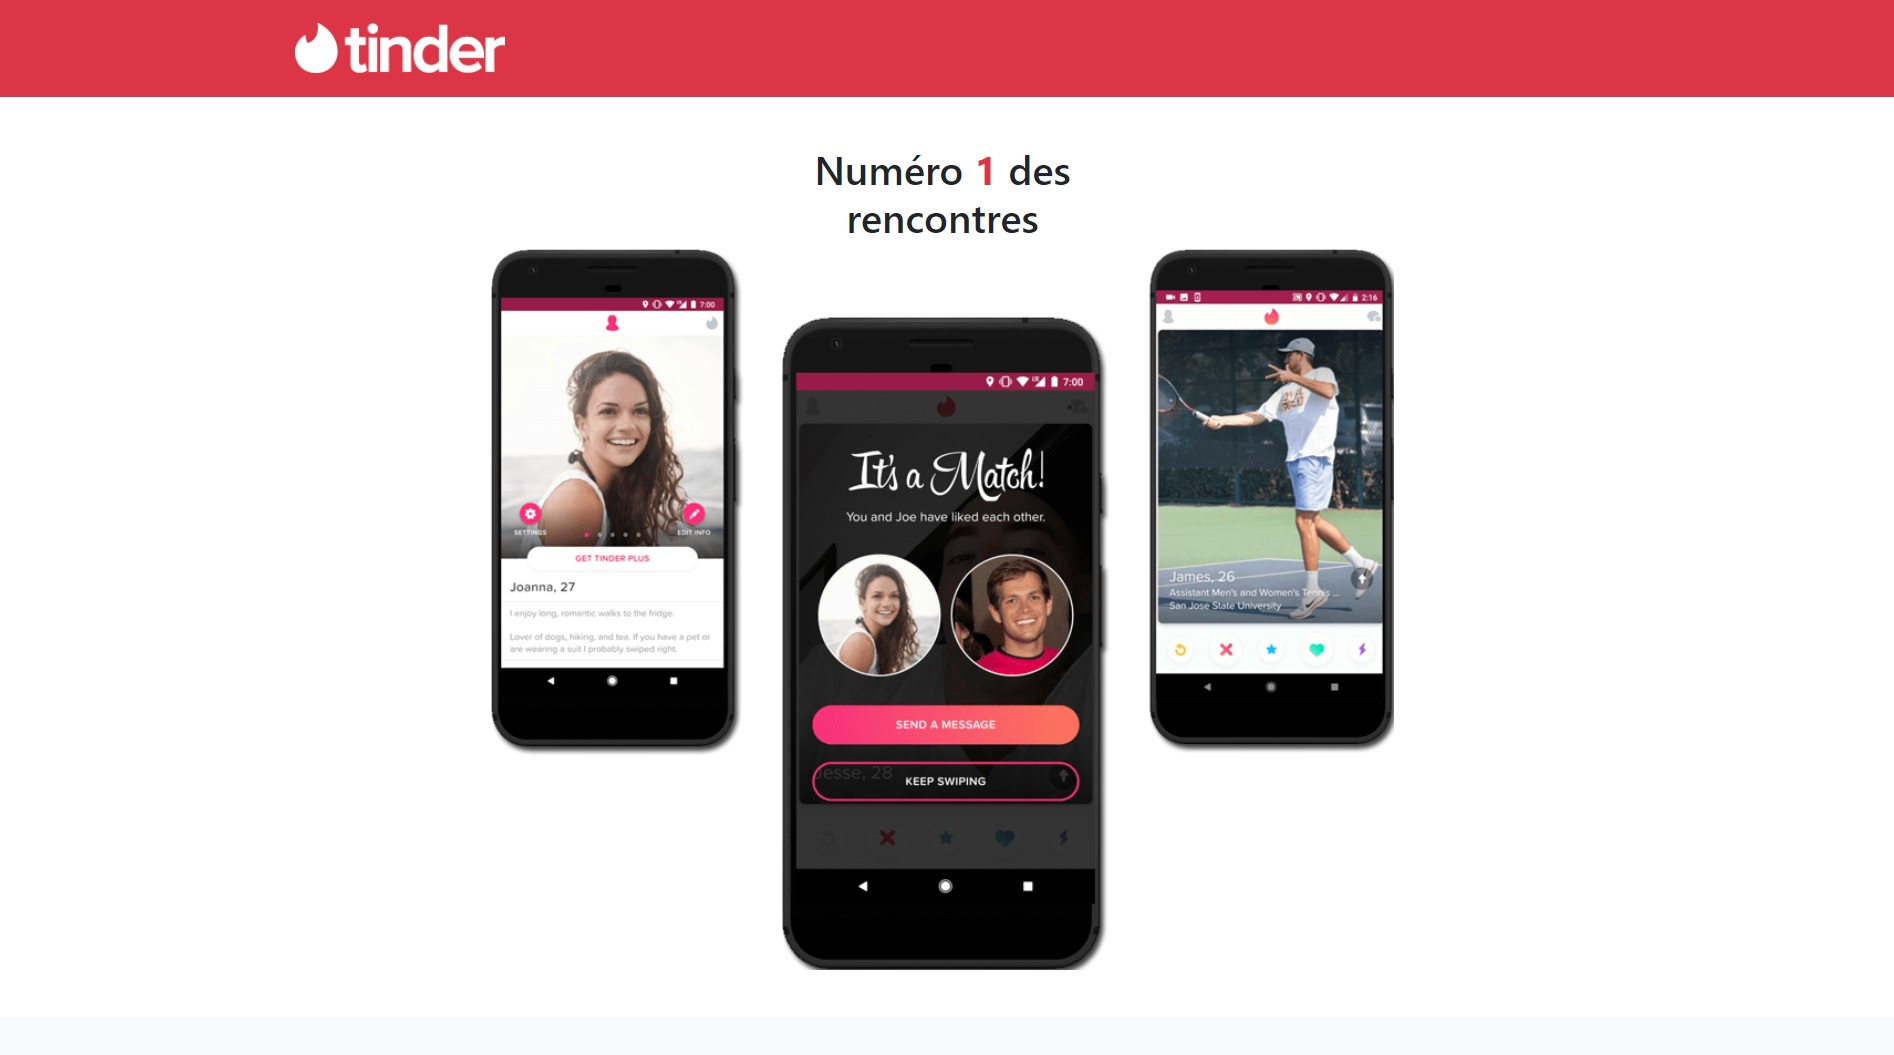 tinder
Numéro 1 des
rencontres
7:00
SETTINGS
EDIT INFO
GET TINDER PLUS
Joanna, 27
I enjoy long, romantic walks to the fridge.
Lover of dogs, hiking, and tea. If you have a pet or
are wearing a suit I probably swiped right.
7:00
It's a Match!
You and Joe have liked each other.
SEND A MESSAGE
Jesse, 28
KEEP SWIPING
2:16
James, 26
Assistant Men's and Women's Tennis ...
San Jose State University